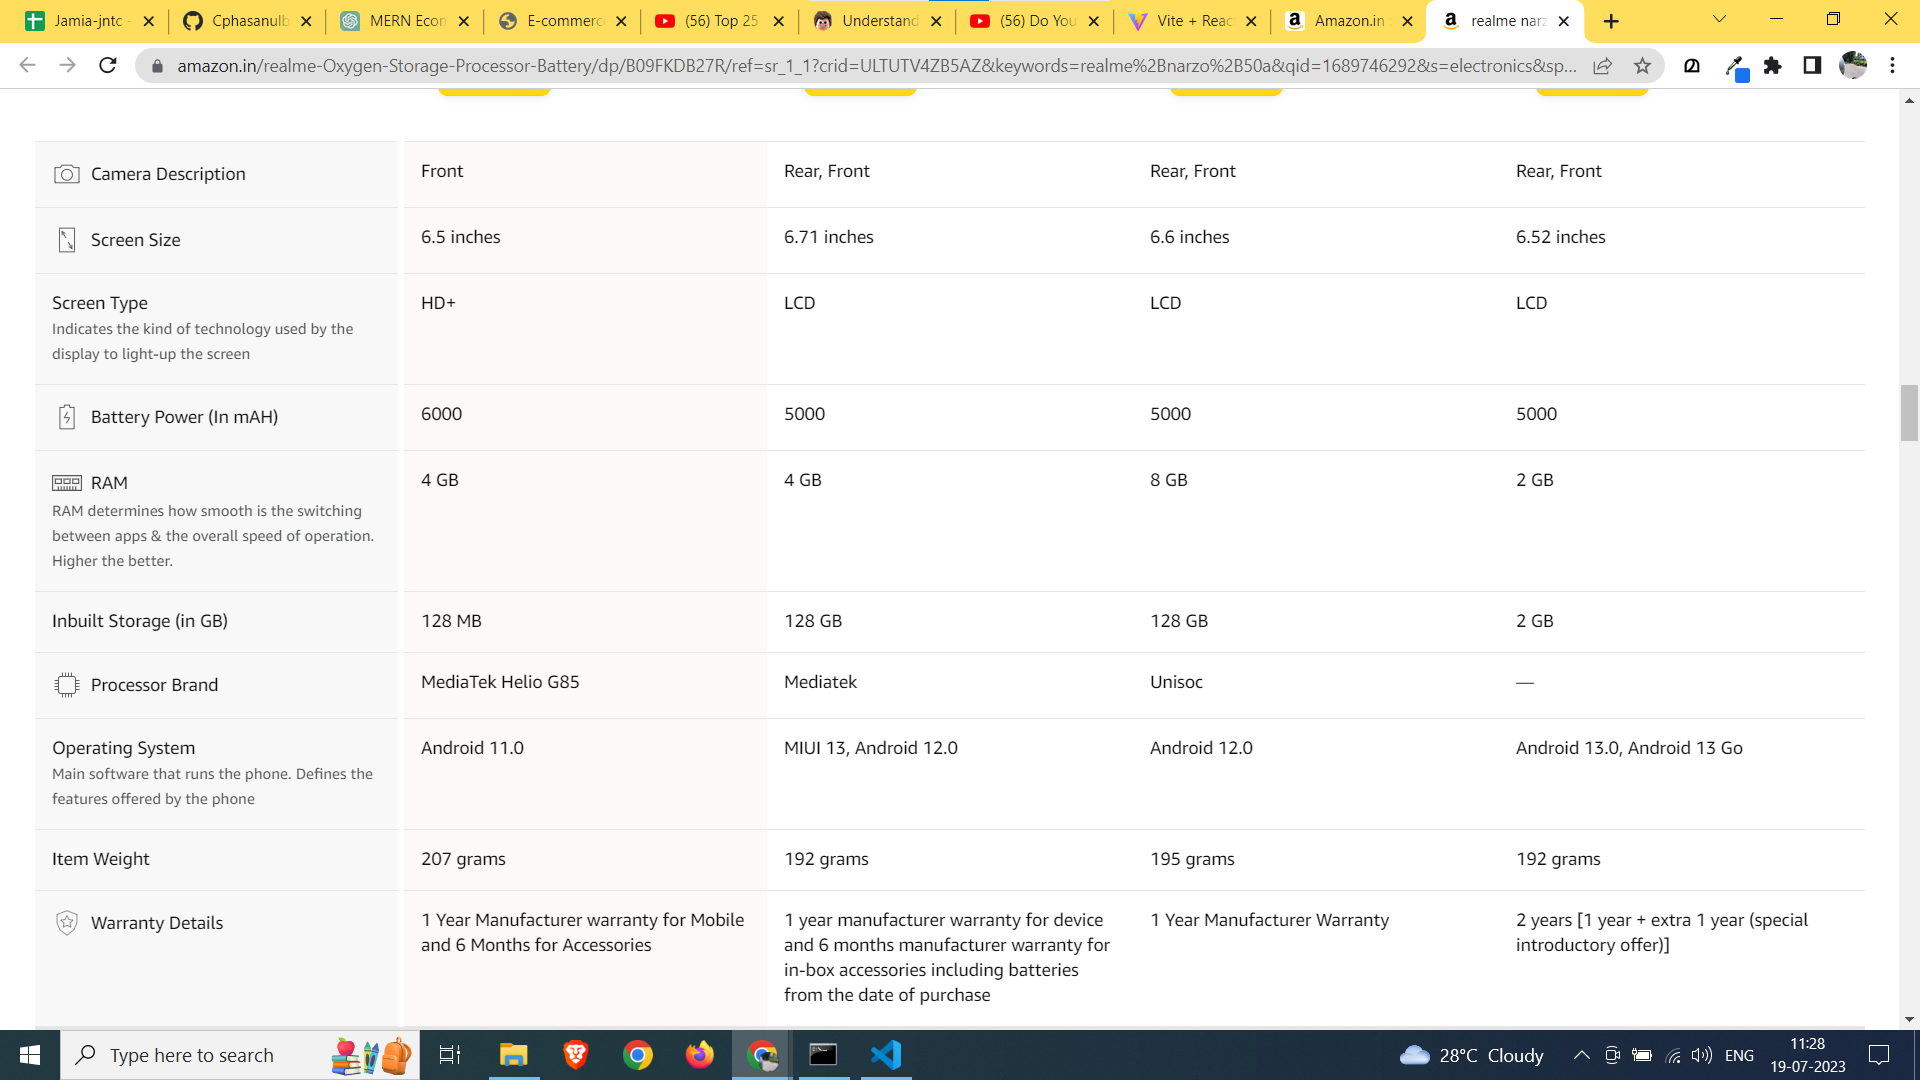 Jamia-jntc -
Cphasanulb
MERN Econ
E-commerc
(56) Top 25
Understand
(56) Do You
Vite + Reac
Amazon.in :
realme narz
amazon.in/realme-Oxygen-Storage-Processor-Battery/dp/B09FKDB27R/ref=sr_1_1?crid=ULTUTV4ZB5AZ&keywords=realme%2Bnarzo%2B50a&qid=1689746292&s=electronics&sp...
Camera Description Front Rear, Front Rear, Front Rear, Front
Screen Size 6.5 inches 6.71 inches 6.6 inches 6.52 inches
Screen Type HD+ LCD LCD LCD
Indicates the kind of technology used by the
display to light-up the screen
Battery Power (In mAH) 6000 5000 5000 5000
RAM 4 GB 4 GB 8 GB 2 GB
RAM determines how smooth is the switching
between apps & the overall speed of operation.
Higher the better.
Inbuilt Storage (in GB) 128 MB 128 GB 128 GB 2 GB
Processor Brand MediaTek Helio G85 Mediatek Unisoc —
Operating System Android 11.0 MIUI 13, Android 12.0 Android 12.0 Android 13.0, Android 13 Go
Main software that runs the phone. Defines the
features offered by the phone
Item Weight 207 grams 192 grams 195 grams 192 grams
Warranty Details
1 Year Manufacturer warranty for Mobile
and 6 Months for Accessories
1 year manufacturer warranty for device
and 6 months manufacturer warranty for
in-box accessories including batteries
from the date of purchase
1 Year Manufacturer Warranty
2 years [1 year + extra 1 year (special
introductory offer)]
Type here to search
28°C Cloudy
ENG
11:28
19-07-2023